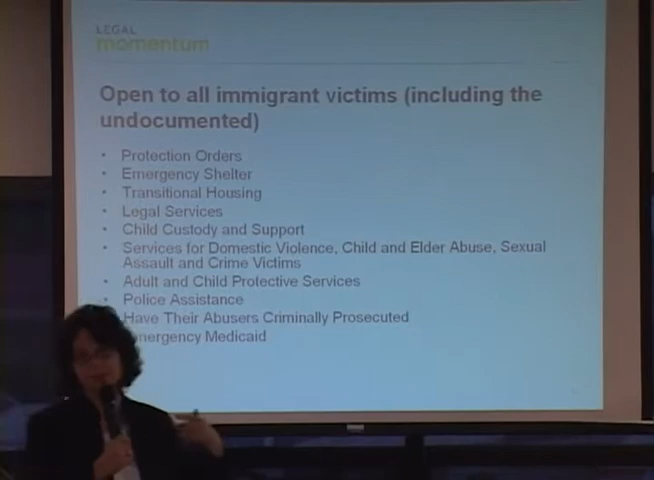 LEGAL
momentum
Open to all immigrant victims (including the
undocumented)
• Protection Orders
• Emergency Shelter
• Transitional Housing
• Legal Services
• Child Custody and Support
• Services for Domestic Violence, Child and Elder Abuse, Sexual
Assault and Crime Victims
• Adult and Child Protective Services
• Police Assistance
Have Their Abusers Criminally Prosecuted
mergency Medicaid